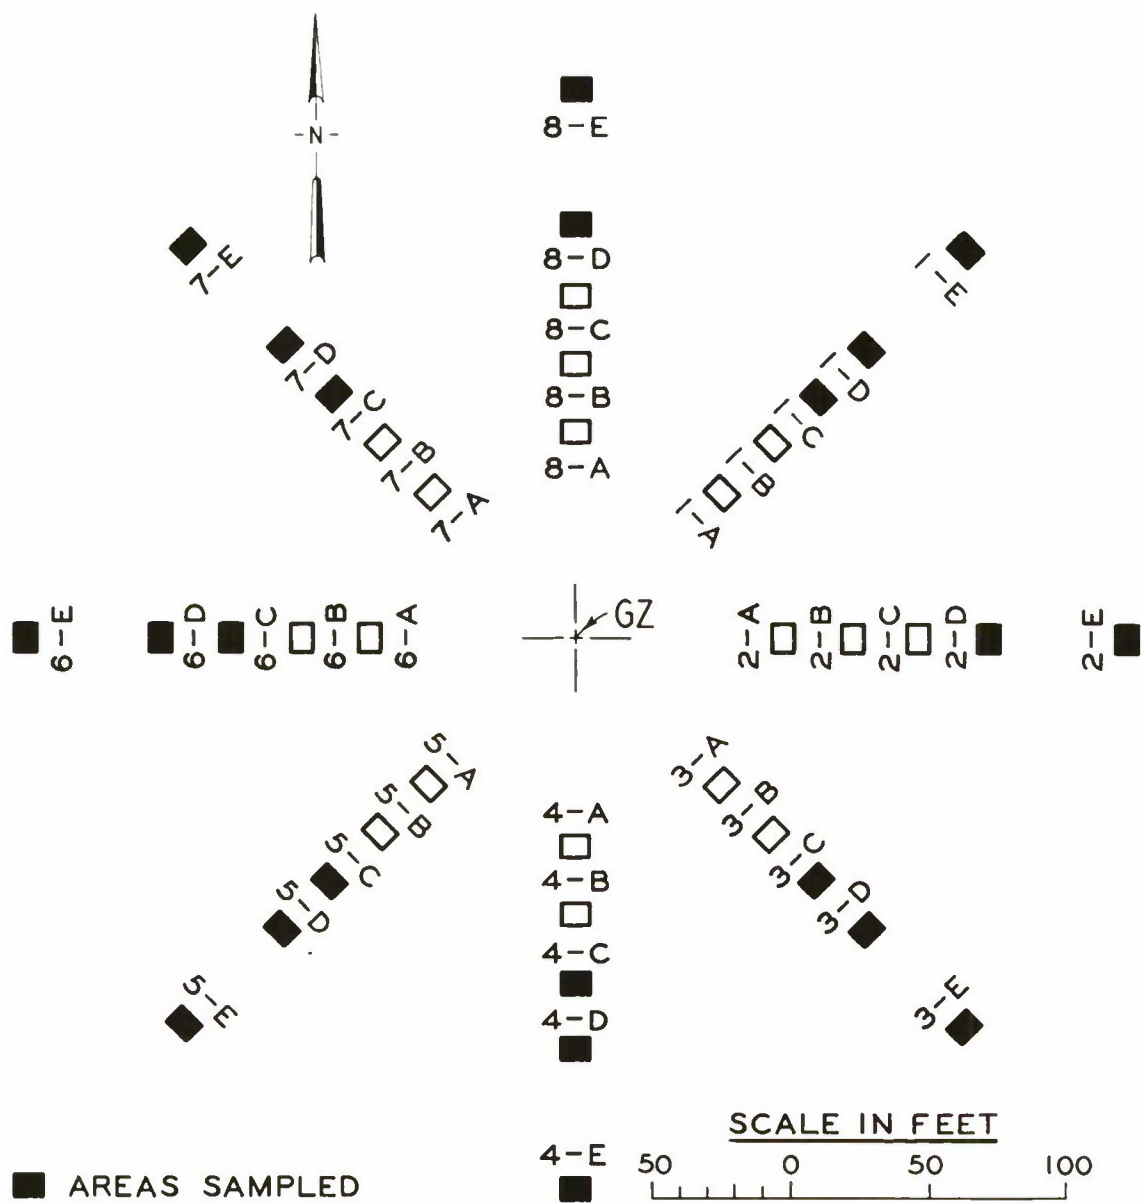 8-E
-N-
8-D
7-E
1-E
8-C
7-D
1-D
8-B
7-C
1-C
8-A
7-B
1-B
7-A
1-A
GZ
6-E
6-D
6-C
6-B
6-A
2-A
2-B
2-C
2-D
2-E
5-A
3-A
5-B
4-A
3-B
5-C
4-B
3-C
5-D
4-C
3-D
5-E
4-D
3-E
SCALE IN FEET
4-E
50 0 50 100
AREAS SAMPLED